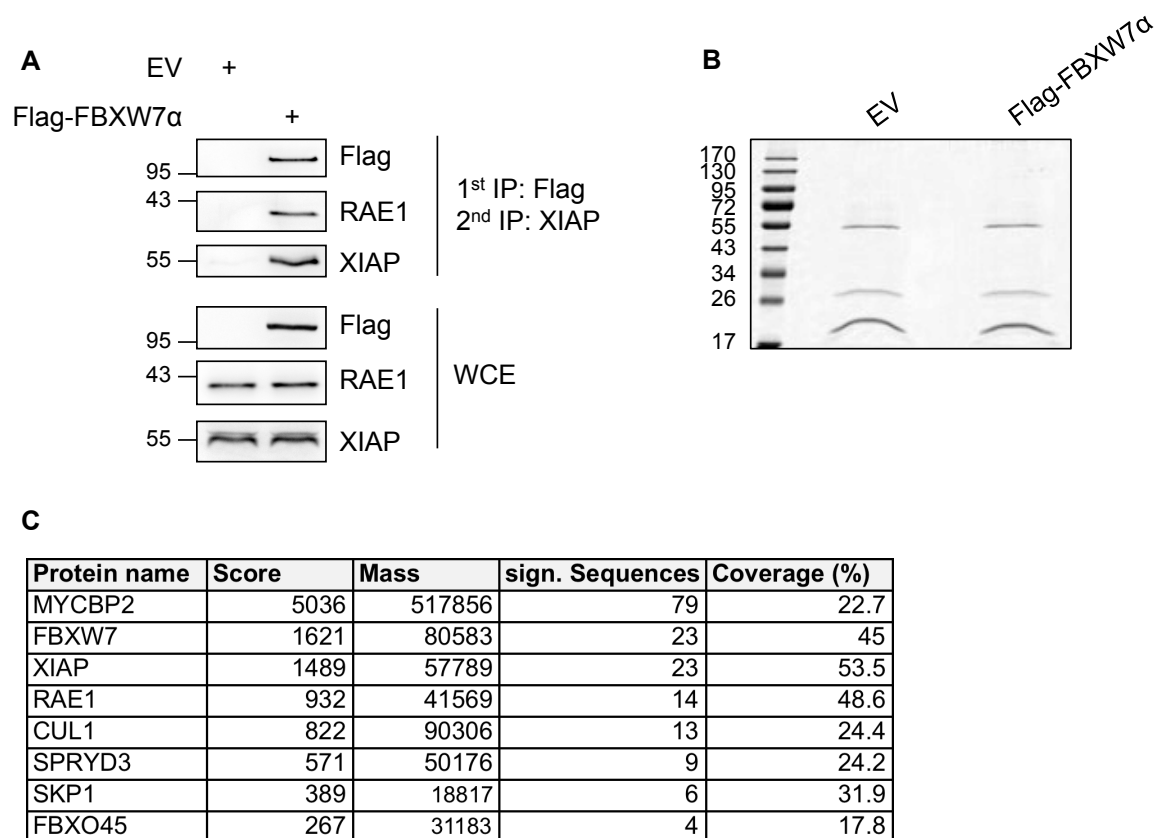 A
EV +
Flag-FBXW7α +
95
Flag
43
RAE1
55
XIAP
1st IP: Flag
2nd IP: XIAP
95
Flag
43
RAE1
55
XIAP
WCE
B
EV
Flag-FBXW7α
170
130
95
72
55
43
34
26
17
C
Protein name Score Mass sign. Sequences Coverage (%)
MYCBP2 5036 517856 79 22.7
FBXW7 1621 80583 23 45
XIAP 1489 57789 23 53.5
RAE1 932 41569 14 48.6
CUL1 822 90306 13 24.4
SPRYD3 571 50176 9 24.2
SKP1 389 18817 6 31.9
FBXO45 267 31183 4 17.8